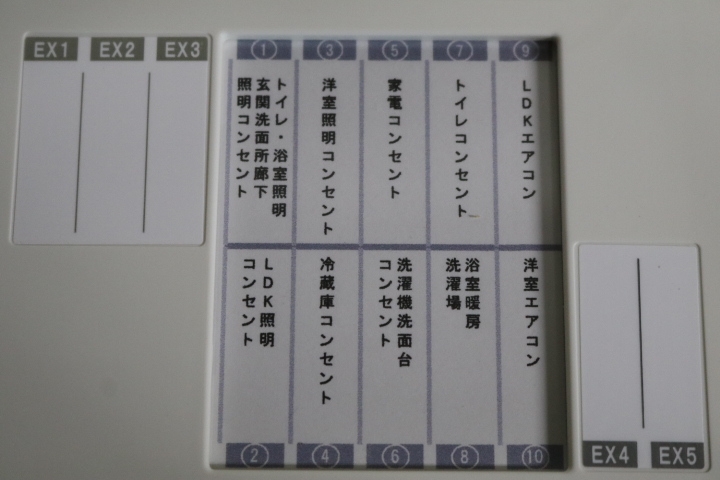 EX1 EX2 EX3
①
トイレ・浴室照明
玄関洗面所廊下
照明コンセント
③
洋室照明コンセント
⑤
家電コンセント
⑦
トイレコンセント
⑨
LDKエアコン
②
LDK照明
コンセント
④
冷蔵庫コンセント
⑥
洗濯機洗面台
コンセント
⑧
浴室暖房
洗濯場
⑩
洋室エアコン
EX4 EX5